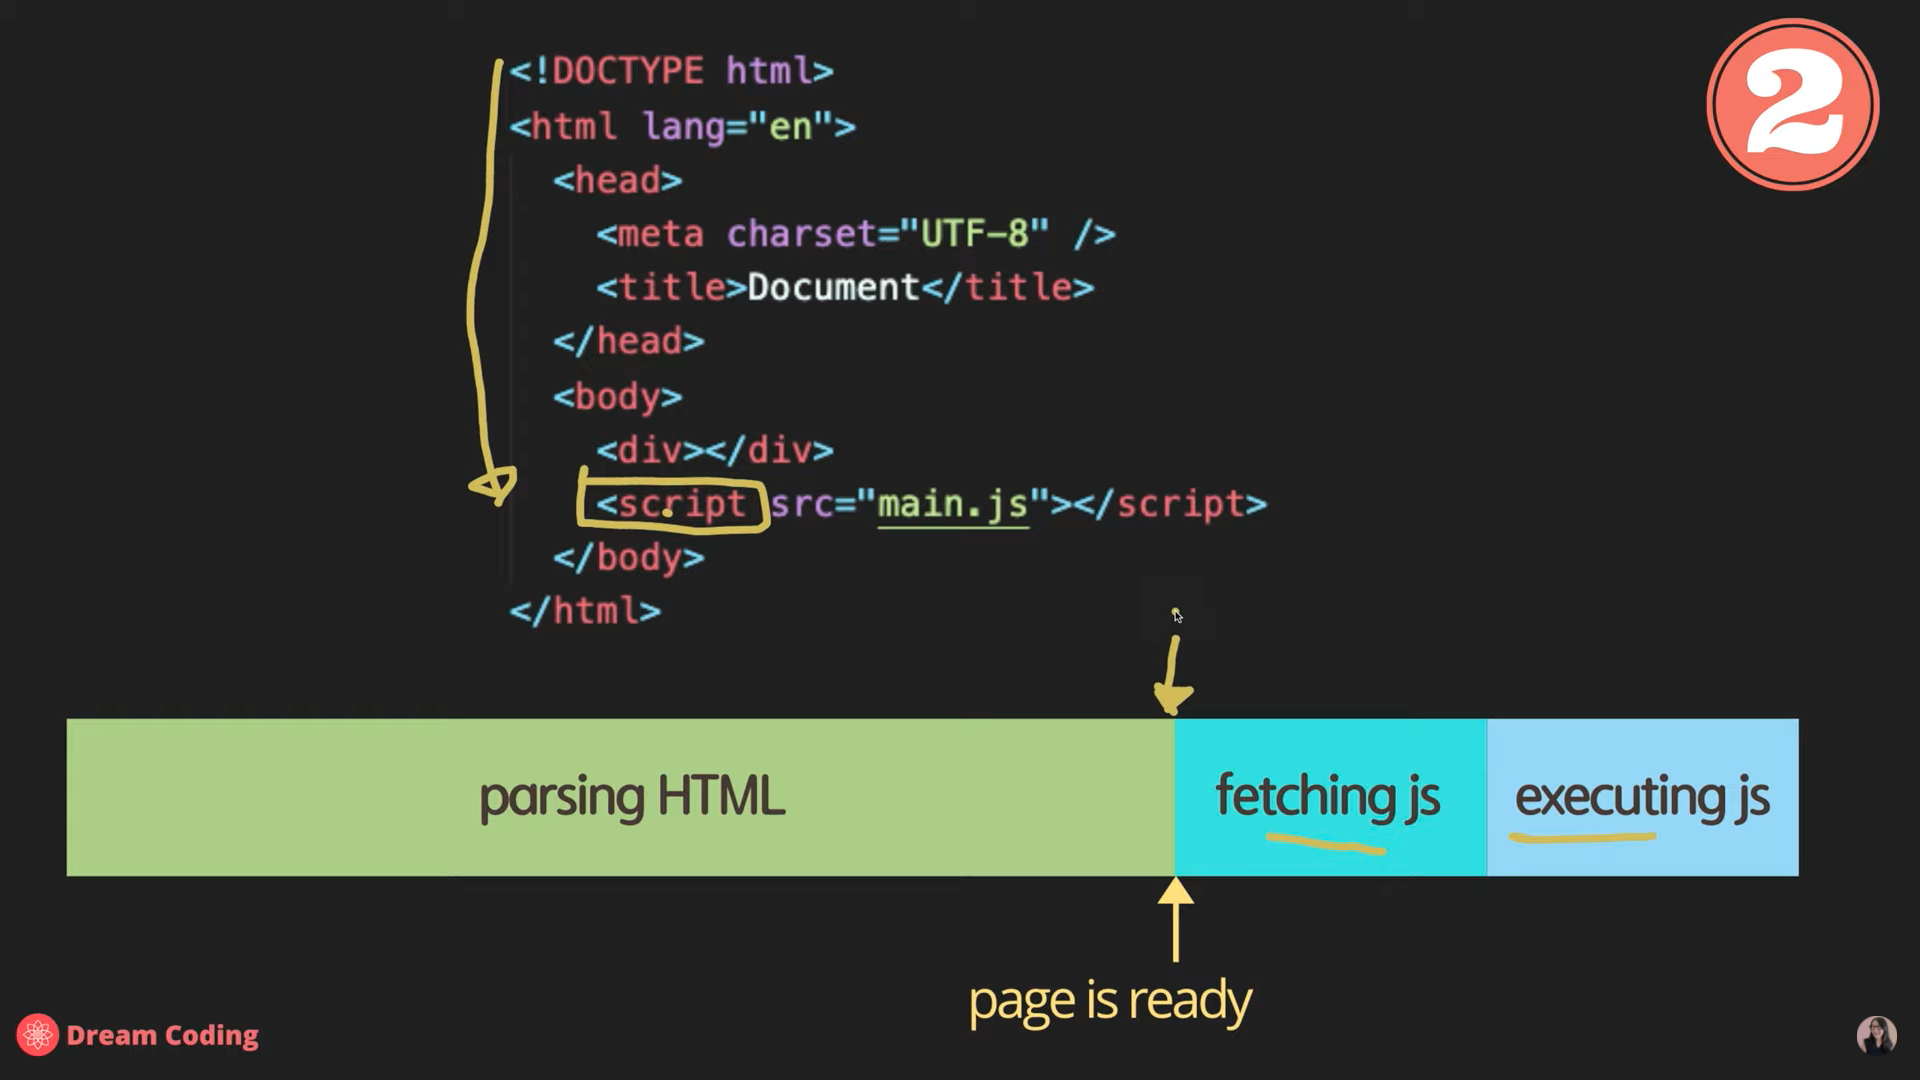 2
<!DOCTYPE html>
<html lang="en">
<head>
<meta charset="UTF-8" />
<title>Document</title>
</head>
<body>
<div></div>
<script src="main.js"></script>
</body>
</html>
parsing HTML
fetching js
executing js
page is ready
Dream Coding